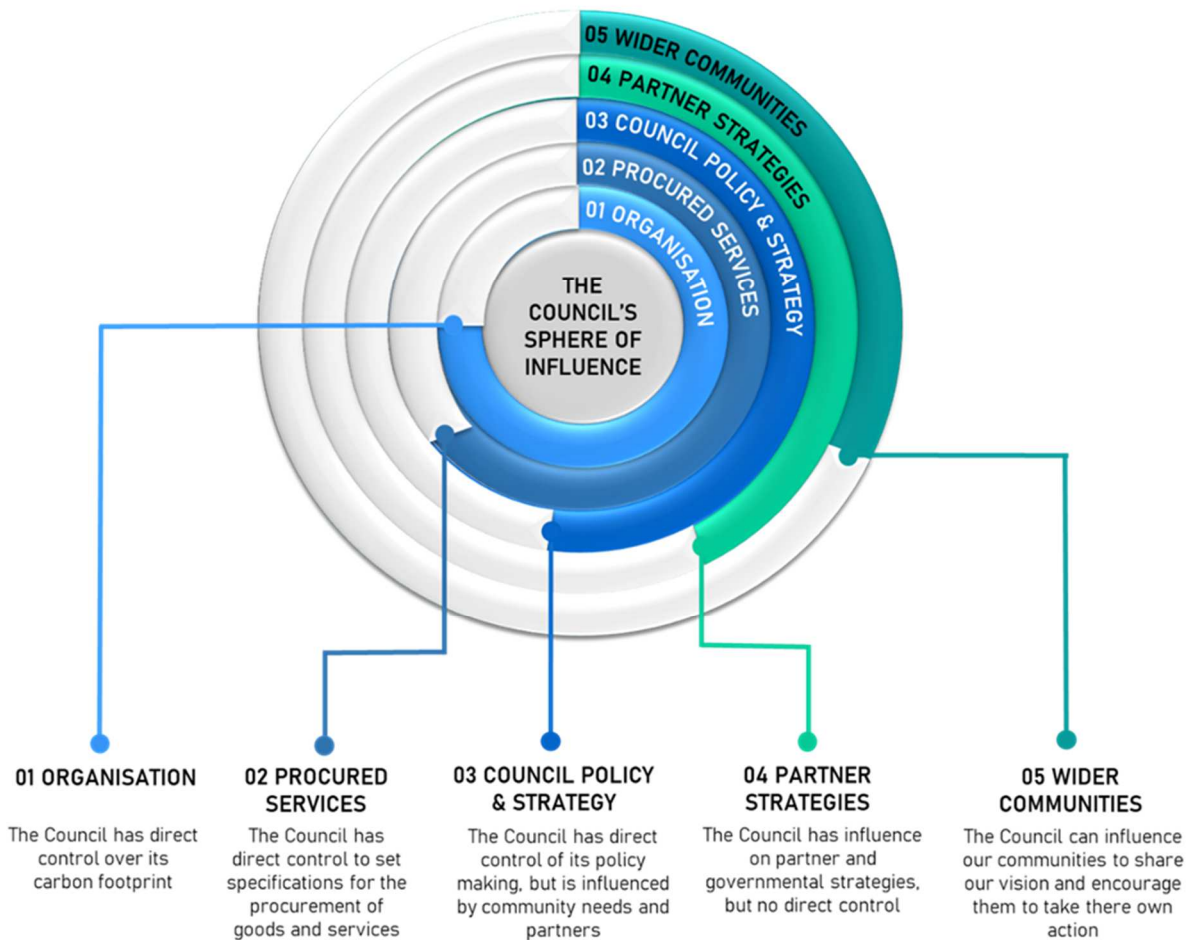 05 WIDER COMMUNITIES
04 PARTNER STRATEGIES
03 COUNCIL POLICY & STRATEGY
02 PROCURED SERVICES
01 ORGANISATION
THE
COUNCIL'S
SPHERE OF
INFLUENCE
01 ORGANISATION
The Council has direct
control over its
carbon footprint
02 PROCURED
SERVICES
The Council has
direct control to set
specifications for the
procurement of
goods and services
03 COUNCIL POLICY
& STRATEGY
The Council has direct
control of its policy
making, but is influenced
by community needs and
partners
04 PARTNER
STRATEGIES
The Council has influence
on partner and
governmental strategies,
but no direct control
05 WIDER
COMMUNITIES
The Council can influence
our communities to share
our vision and encourage
them to take there own
action